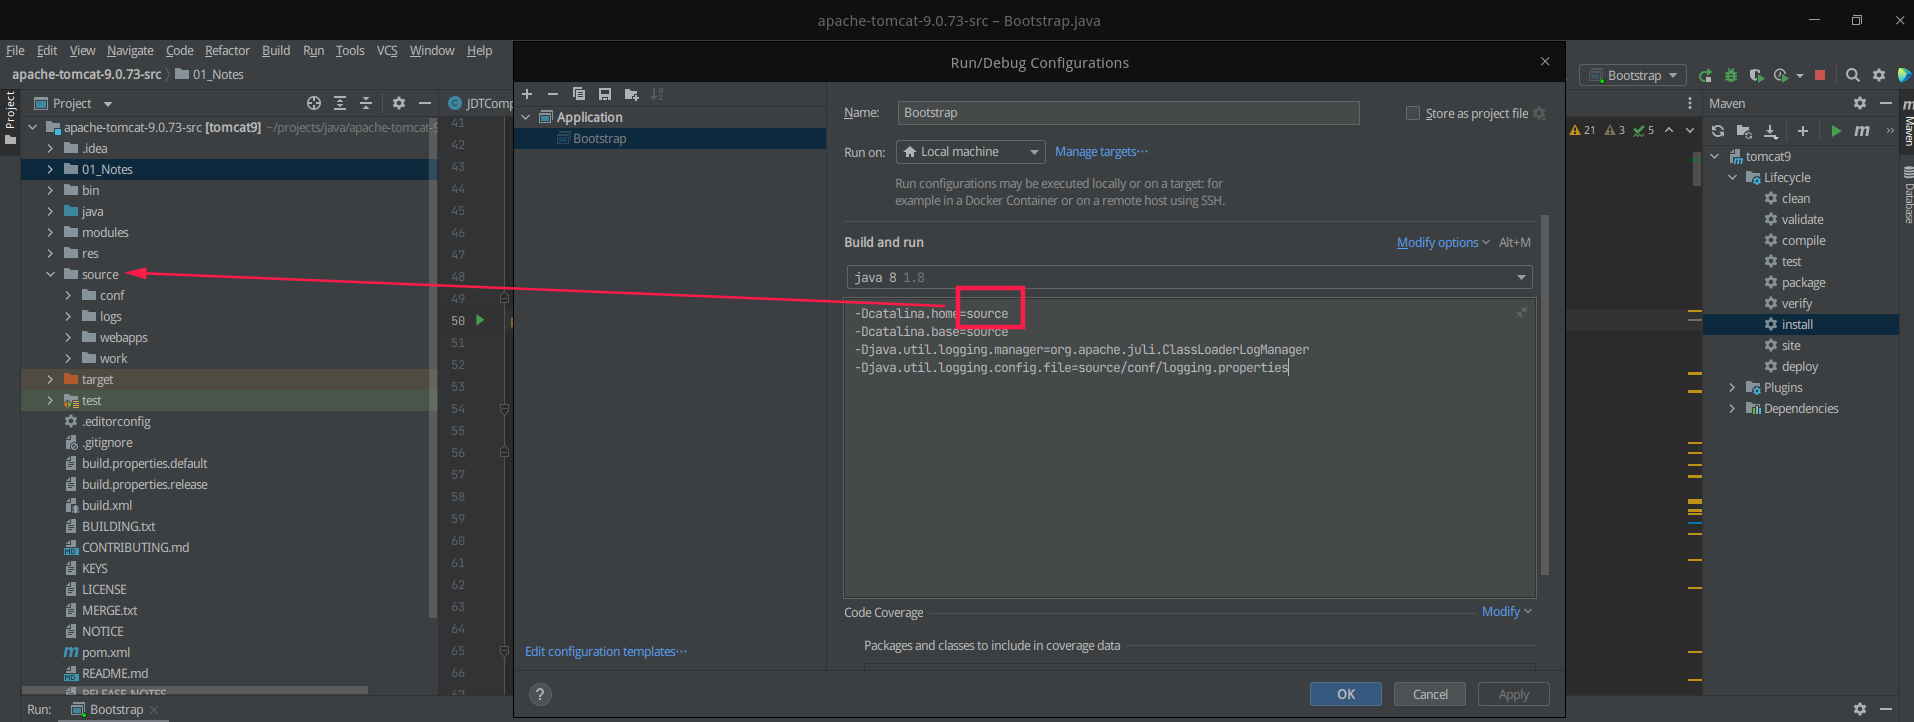 apache-tomcat-9.0.73-src – Bootstrap.java
File Edit View Navigate Code Refactor Build Run Tools VCS Window Help
apache-tomcat-9.0.73-src 01_Notes
Project
Project
apache-tomcat-9.0.73-src [tomcat9] ~/projects/java/apache-tomcat-9
.idea
01_Notes
bin
java
modules
res
source
conf
logs
webapps
work
target
test
.editorconfig
.gitignore
build.properties.default
build.properties.release
build.xml
BUILDING.txt
CONTRIBUTING.md
KEYS
LICENSE
MERGE.txt
NOTICE
pom.xml
README.md
RELEASE-NOTES
Run: Bootstrap
JDTComp
41
42
43
44
45
46
47
48
49
50
51
52
53
54
55
56
57
58
59
60
61
62
63
64
65
66
67
Run/Debug Configurations
Application
Bootstrap
Edit configuration templates...
Name: Bootstrap
Store as project file
Run on: Local machine
Manage targets...
Run configurations may be executed locally or on a target: for
example in a Docker Container or on a remote host using SSH.
Build and run
Modify options Alt+M
java 8 1.8
-Dcatalina.home=source
-Dcatalina.base=source
-Djava.util.logging.manager=org.apache.juli.ClassLoaderLogManager
-Djava.util.logging.config.file=source/conf/logging.properties
Code Coverage
Modify
Packages and classes to include in coverage data
?
OK
Cancel
Apply
Bootstrap
21 3 5
Maven
m
tomcat9
Lifecycle
clean
validate
compile
test
package
verify
install
site
deploy
Plugins
Dependencies
m
Maven
Database